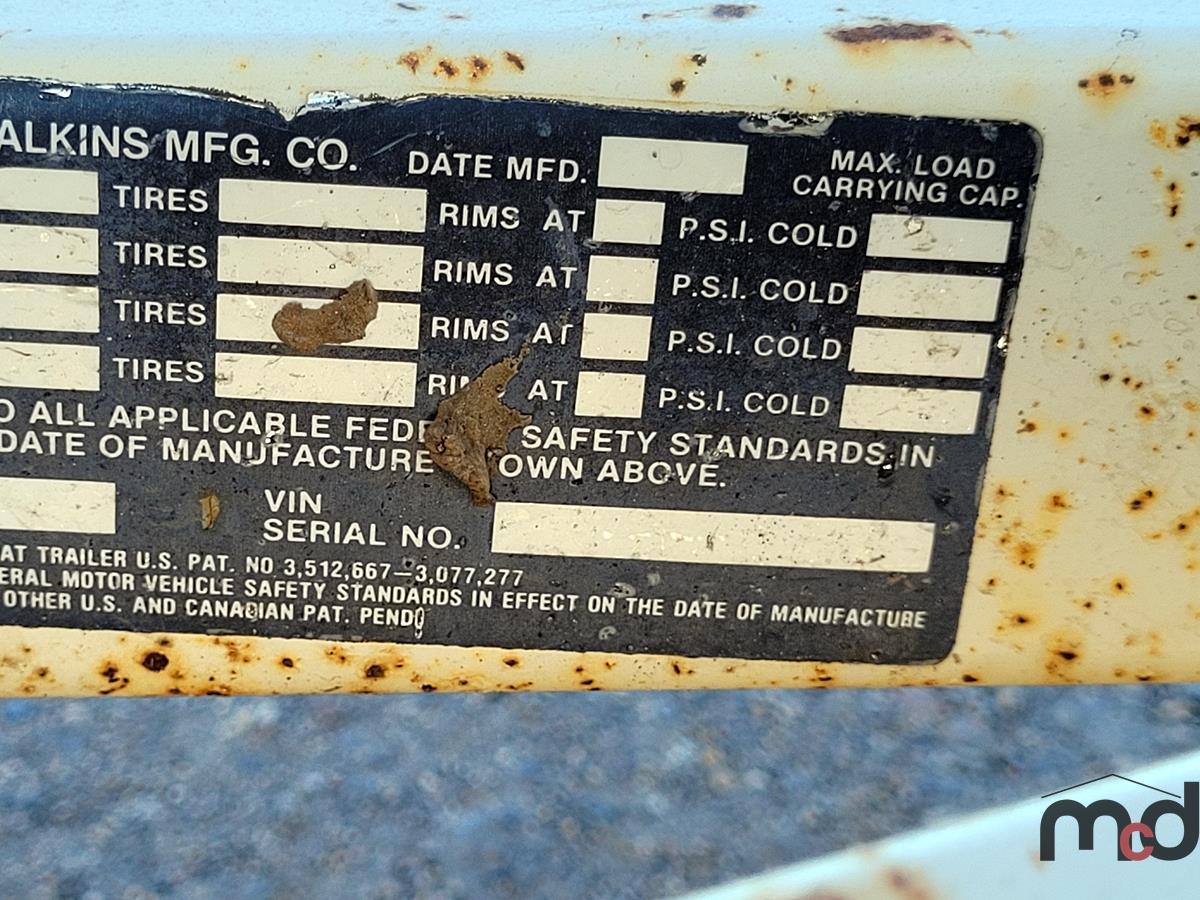 ALKINS MFG. CO. DATE MFD. MAX. LOAD CARRYING CAP.
TIRES RIMS AT P.S.I. COLD
TIRES RIMS AT P.S.I. COLD
TIRES RIMS AT P.S.I. COLD
TIRES AT P.S.I. COLD
O ALL APPLICABLE SAFETY STANDARDS IN
DATE OF MANUFACTURE OWN ABOVE.
VIN
SERIAL NO.
AT TRAILER U.S. PAT. NO 3,512,667—3,077,277
ERAL MOTOR VEHICLE SAFETY STANDARDS IN EFFECT ON THE DATE OF MANUFACTURE
OTHER U.S. AND CANADIAN PAT. PENDG
mcd